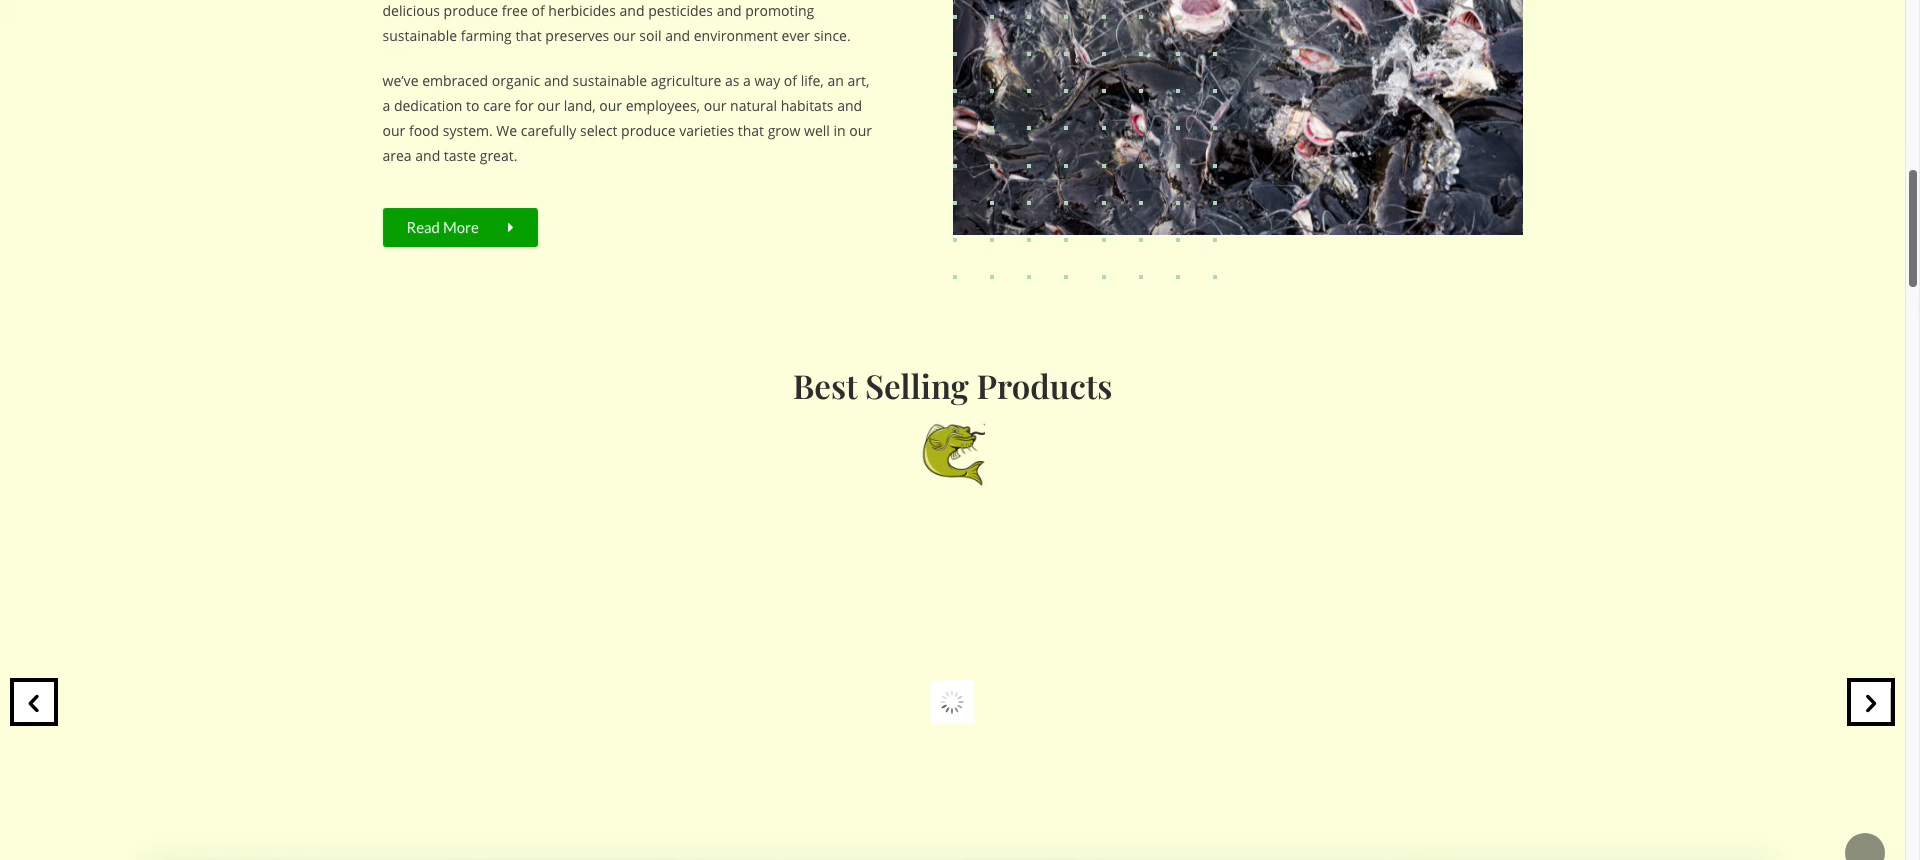 delicious produce free of herbicides and pesticides and promoting
sustainable farming that preserves our soil and environment ever since.
we’ve embraced organic and sustainable agriculture as a way of life, an art,
a dedication to care for our land, our employees, our natural habitats and
our food system. We carefully select produce varieties that grow well in our
area and taste great.
Read More
Best Selling Products